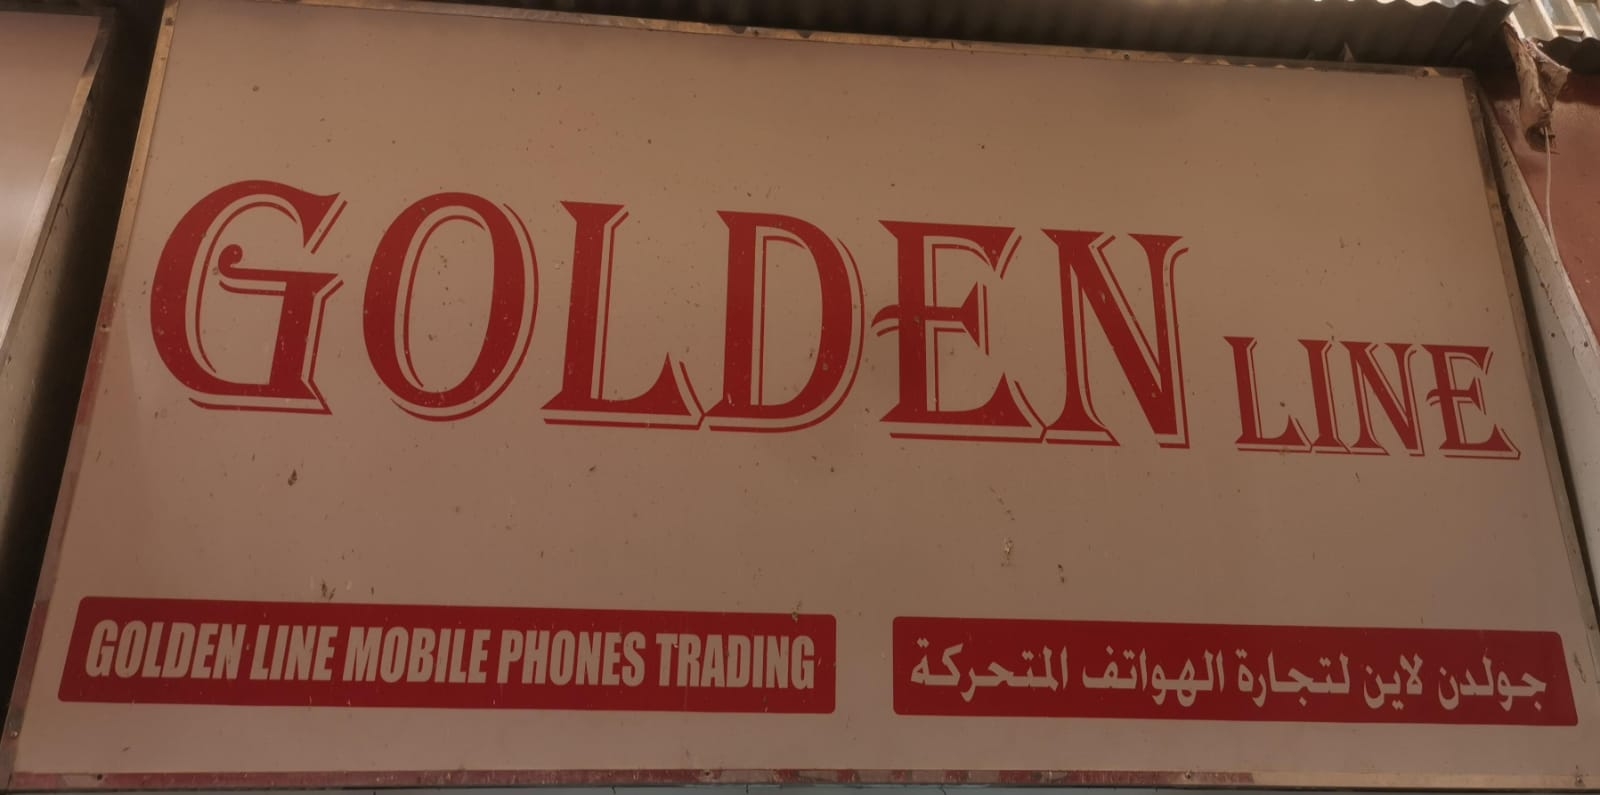 GOLDEN LINE
GOLDEN LINE MOBILE PHONES TRADING
جولدن لاين لتجارة الهواتف المتحركة